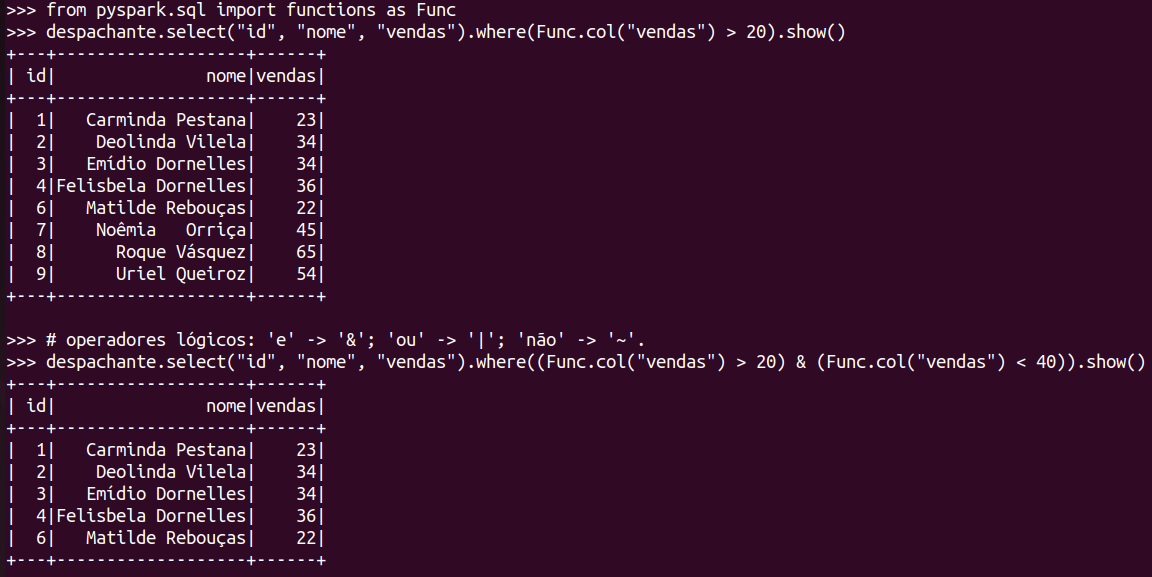 >>> from pyspark.sql import functions as Func
>>> despachante.select("id", "nome", "vendas").where(Func.col("vendas") > 20).show()
+---+-------------------+------+
| id|               nome|vendas|
+---+-------------------+------+
|  1|   Carminda Pestana|    23|
|  2|    Deolinda Vilela|    34|
|  3|   Emídio Dornelles|    34|
|  4|Felisbela Dornelles|    36|
|  6|   Matilde Rebouças|    22|
|  7|    Noêmia   Orriça|    45|
|  8|      Roque Vásquez|    65|
|  9|      Uriel Queiroz|    54|
+---+-------------------+------+

>>> # operadores lógicos: 'e' -> '&'; 'ou' -> '|'; 'não' -> '~'.
>>> despachante.select("id", "nome", "vendas").where((Func.col("vendas") > 20) & (Func.col("vendas") < 40)).show()
+---+-------------------+------+
| id|               nome|vendas|
+---+-------------------+------+
|  1|   Carminda Pestana|    23|
|  2|    Deolinda Vilela|    34|
|  3|   Emídio Dornelles|    34|
|  4|Felisbela Dornelles|    36|
|  6|   Matilde Rebouças|    22|
+---+-------------------+------+